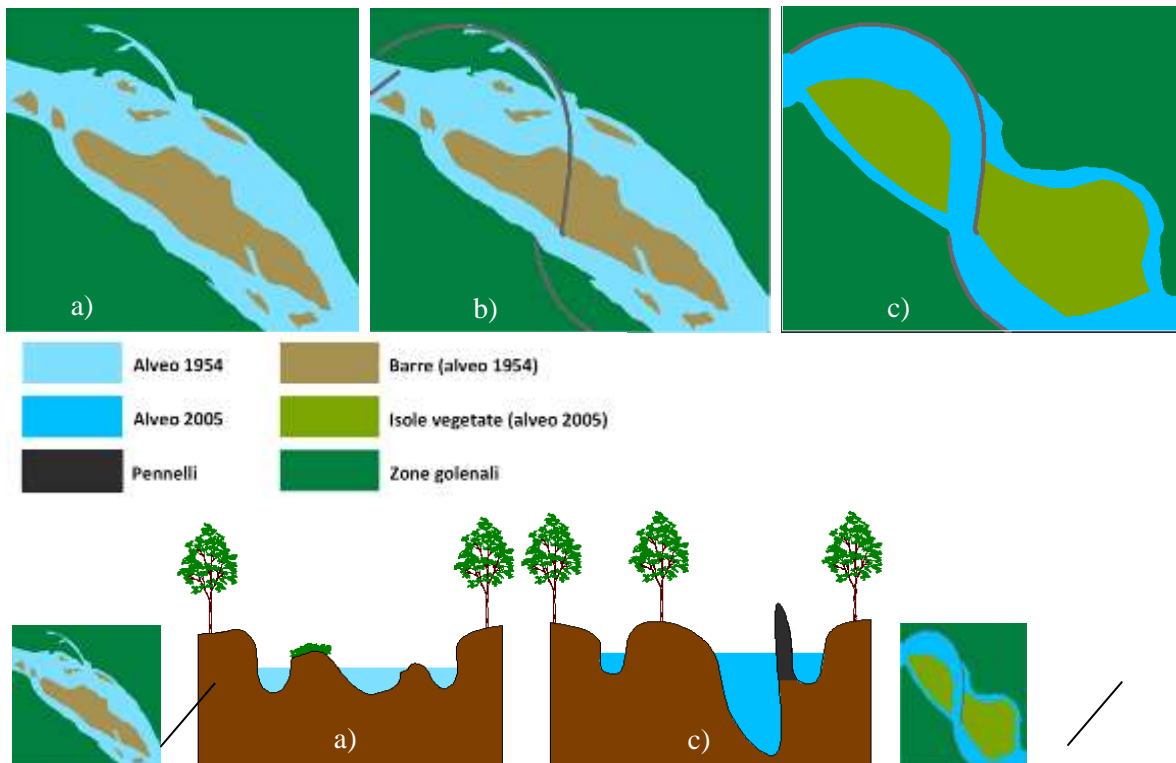 a)
b)
c)
Alveo 1954
Barre (alveo 1954)
Alveo 2005
Isole vegetate (alveo 2005)
Pennelli
Zone golenali
a)
c)